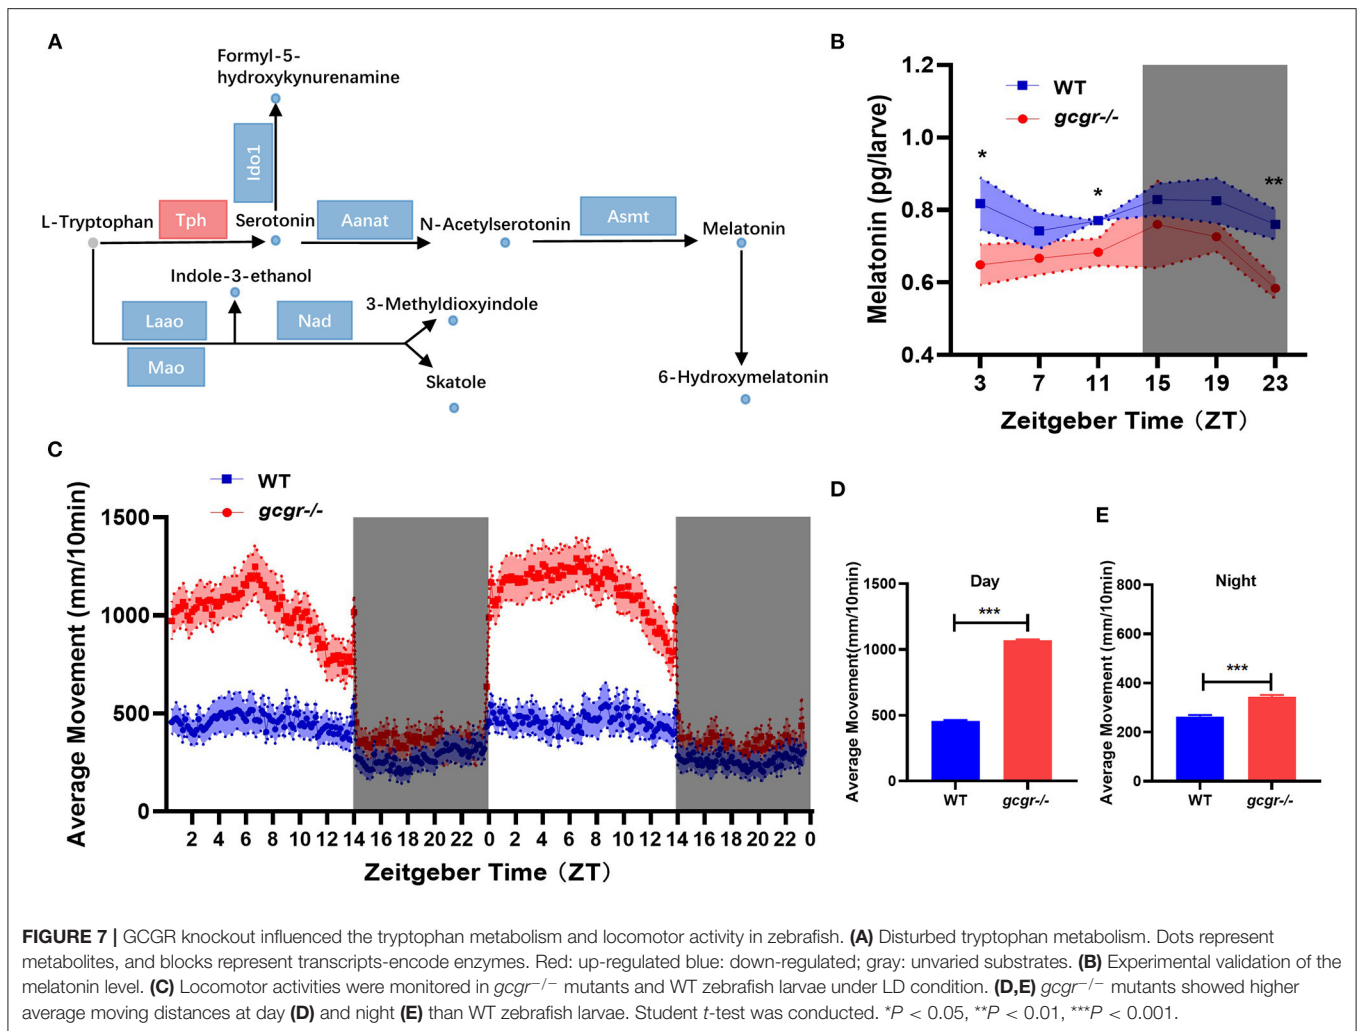 A
Formyl-5-
hydroxykynurenamine
Ido1
L-Tryptophan
Tph
Serotonin
Aanat
N-Acetylserotonin
Asmt
Melatonin
Indole-3-ethanol
Laao
Mao
Nad
3-Methyldioxyindole
Skatole
6-Hydroxymelatonin
B
WT
gcgr-/-
Melatonin (pg/larve)
1.2
1.0
0.8
0.6
0.4
*
*
**
3 7 11 15 19 23
Zeitgeber Time (ZT)
C
WT
gcgr-/-
Average Movement (mm/10min)
1500
1000
500
0
2 4 6 8 10 12 14 16 18 20 22 0 2 4 6 8 10 12 14 16 18 20 22 0
Zeitgeber Time (ZT)
D
Day
***
Average Movement(mm/10min)
1500
1000
500
0
WT gcgr-/-
E
Night
***
Average Movement (mm/10min)
800
600
400
200
0
WT gcgr-/-
FIGURE 7 | GCGR knockout influenced the tryptophan metabolism and locomotor activity in zebrafish. (A) Disturbed tryptophan metabolism. Dots represent
metabolites, and blocks represent transcripts-encode enzymes. Red: up-regulated blue: down-regulated; gray: unvaried substrates. (B) Experimental validation of the
melatonin level. (C) Locomotor activities were monitored in gcgr−/− mutants and WT zebrafish larvae under LD condition. (D,E) gcgr−/− mutants showed higher
average moving distances at day (D) and night (E) than WT zebrafish larvae. Student t-test was conducted. *P < 0.05, **P < 0.01, ***P < 0.001.